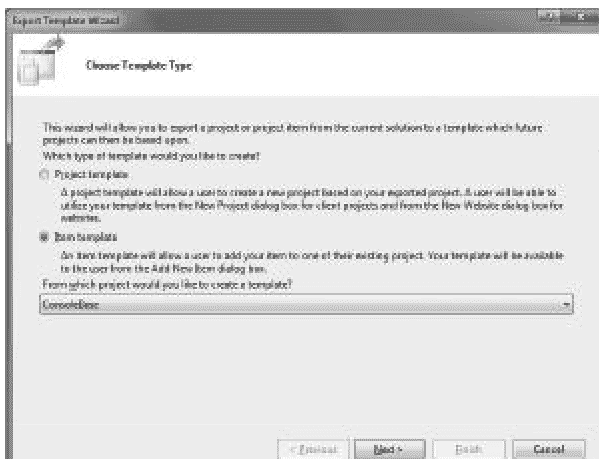 Export Template Wizard
Choose Template Type
This wizard will allow you to export a project or project item from the current solution to a template which future
projects can then be based upon.
Which type of template would you like to create?
Project template
A project template will allow a user to create a new project based on your exported project. A user will be able to
utilize your template from the New Project dialog box for client projects and from the New Website dialog box for
websites.
Item template
An item template will allow a user to add your item to one of their existing project. Your template will be available
to the user from the Add New Item dialog box.
From which project would you like to create a template?
ConsoleBase
< Previous
Next >
Finish
Cancel